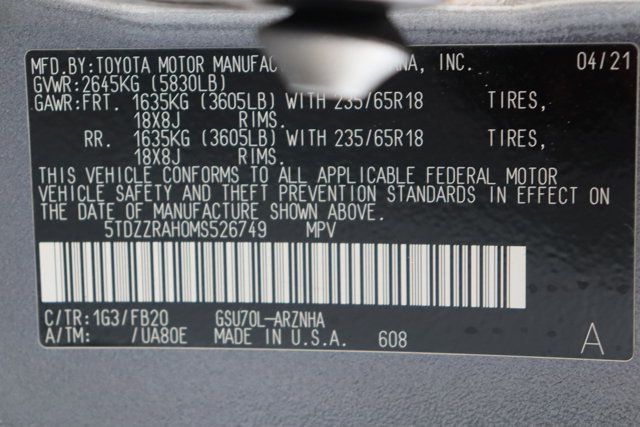 MFD.BY:TOYOTA MOTOR MANUFAC ANA, INC. 04/21
GVWR:2645KG (5830LB)
GAWR:FRT. 1635KG (3605LB) WITH 235/65R18 TIRES,
18X8J RIMS.
RR. 1635KG (3605LB) WITH 235/65R18 TIRES,
18X8J RIMS.
THIS VEHICLE CONFORMS TO ALL APPLICABLE FEDERAL MOTOR
VEHICLE SAFETY AND THEFT PREVENTION STANDARDS IN EFFECT ON
THE DATE OF MANUFACTURE SHOWN ABOVE.
5TDZZRAH0MS526749 MPV
C/TR:1G3/FB20 GSU70L-ARZNHA
A/TM: /UA80E MADE IN U.S.A. 608 A